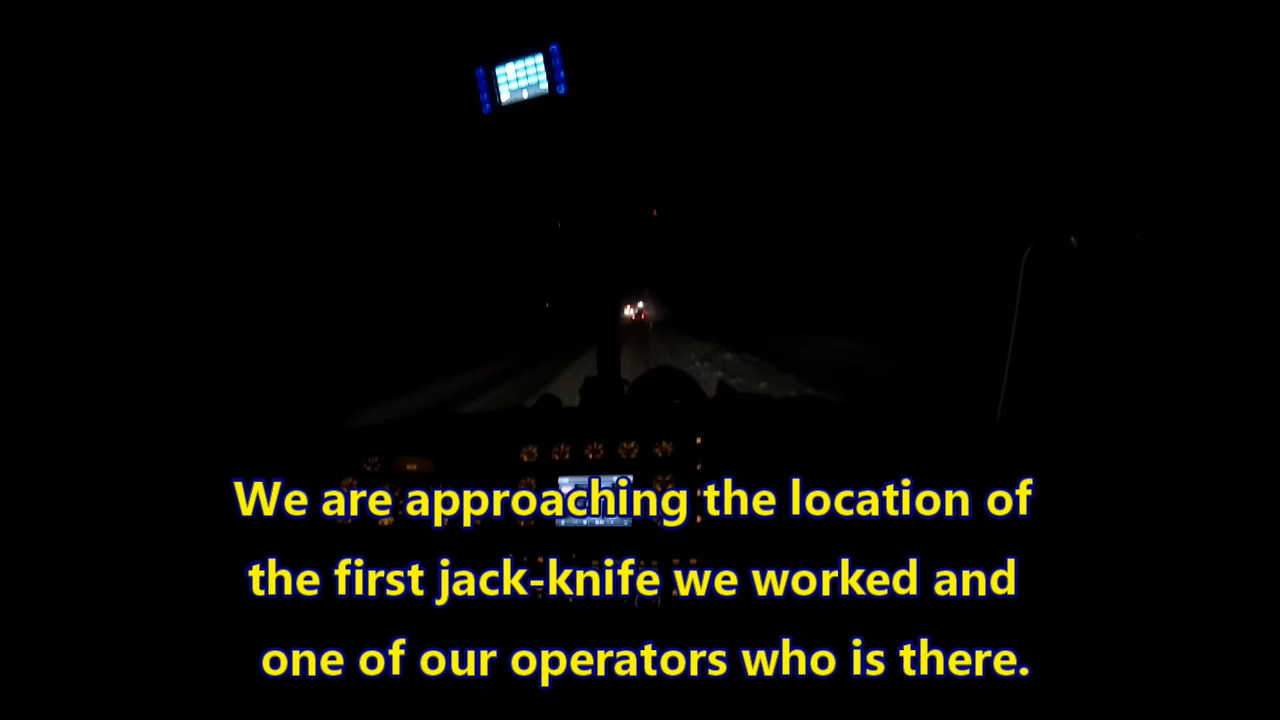 We are approaching the location of
the first jack-knife we worked and
one of our operators who is there.